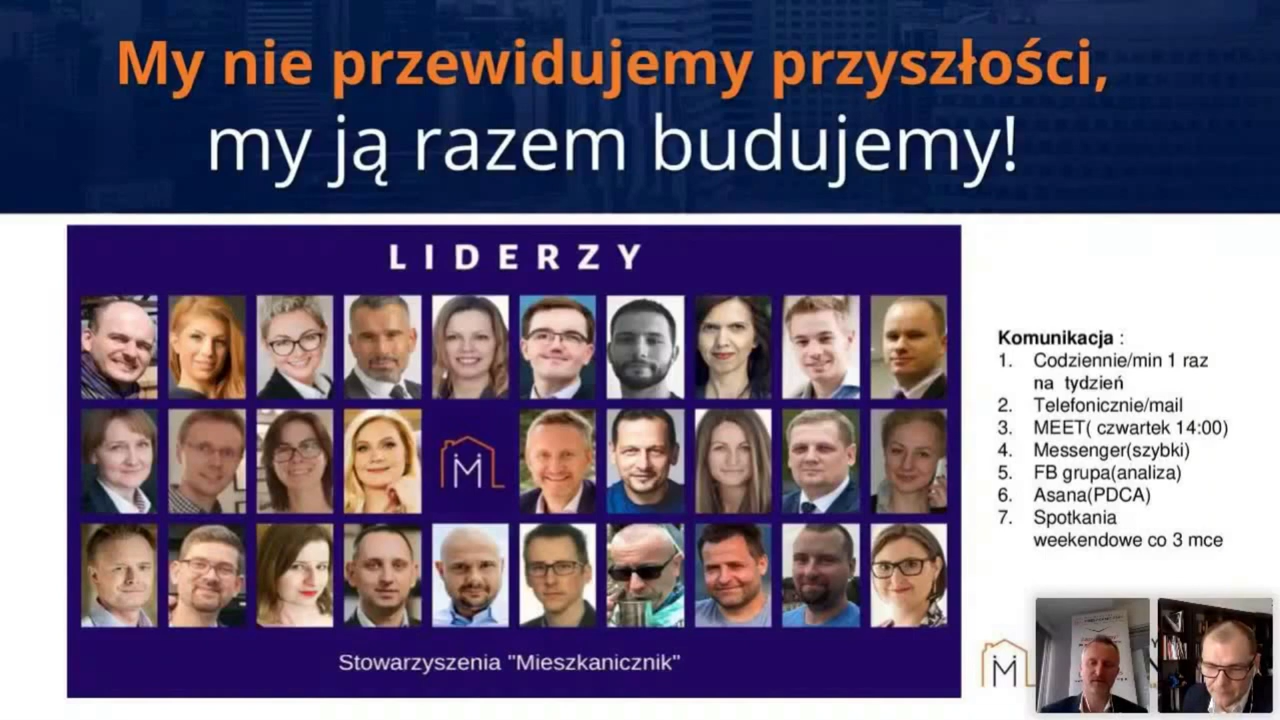 My nie przewidujemy przyszłości,
my ją razem budujemy!
LIDERZY
Stowarzyszenia "Mieszkanicznik"
Komunikacja :
1. Codziennie/min 1 raz
na tydzień
2. Telefonicznie/mail
3. MEET( czwartek 14:00)
4. Messenger(szybki)
5. FB grupa(analiza)
6. Asana(PDCA)
7. Spotkania
weekendowe co 3 mce